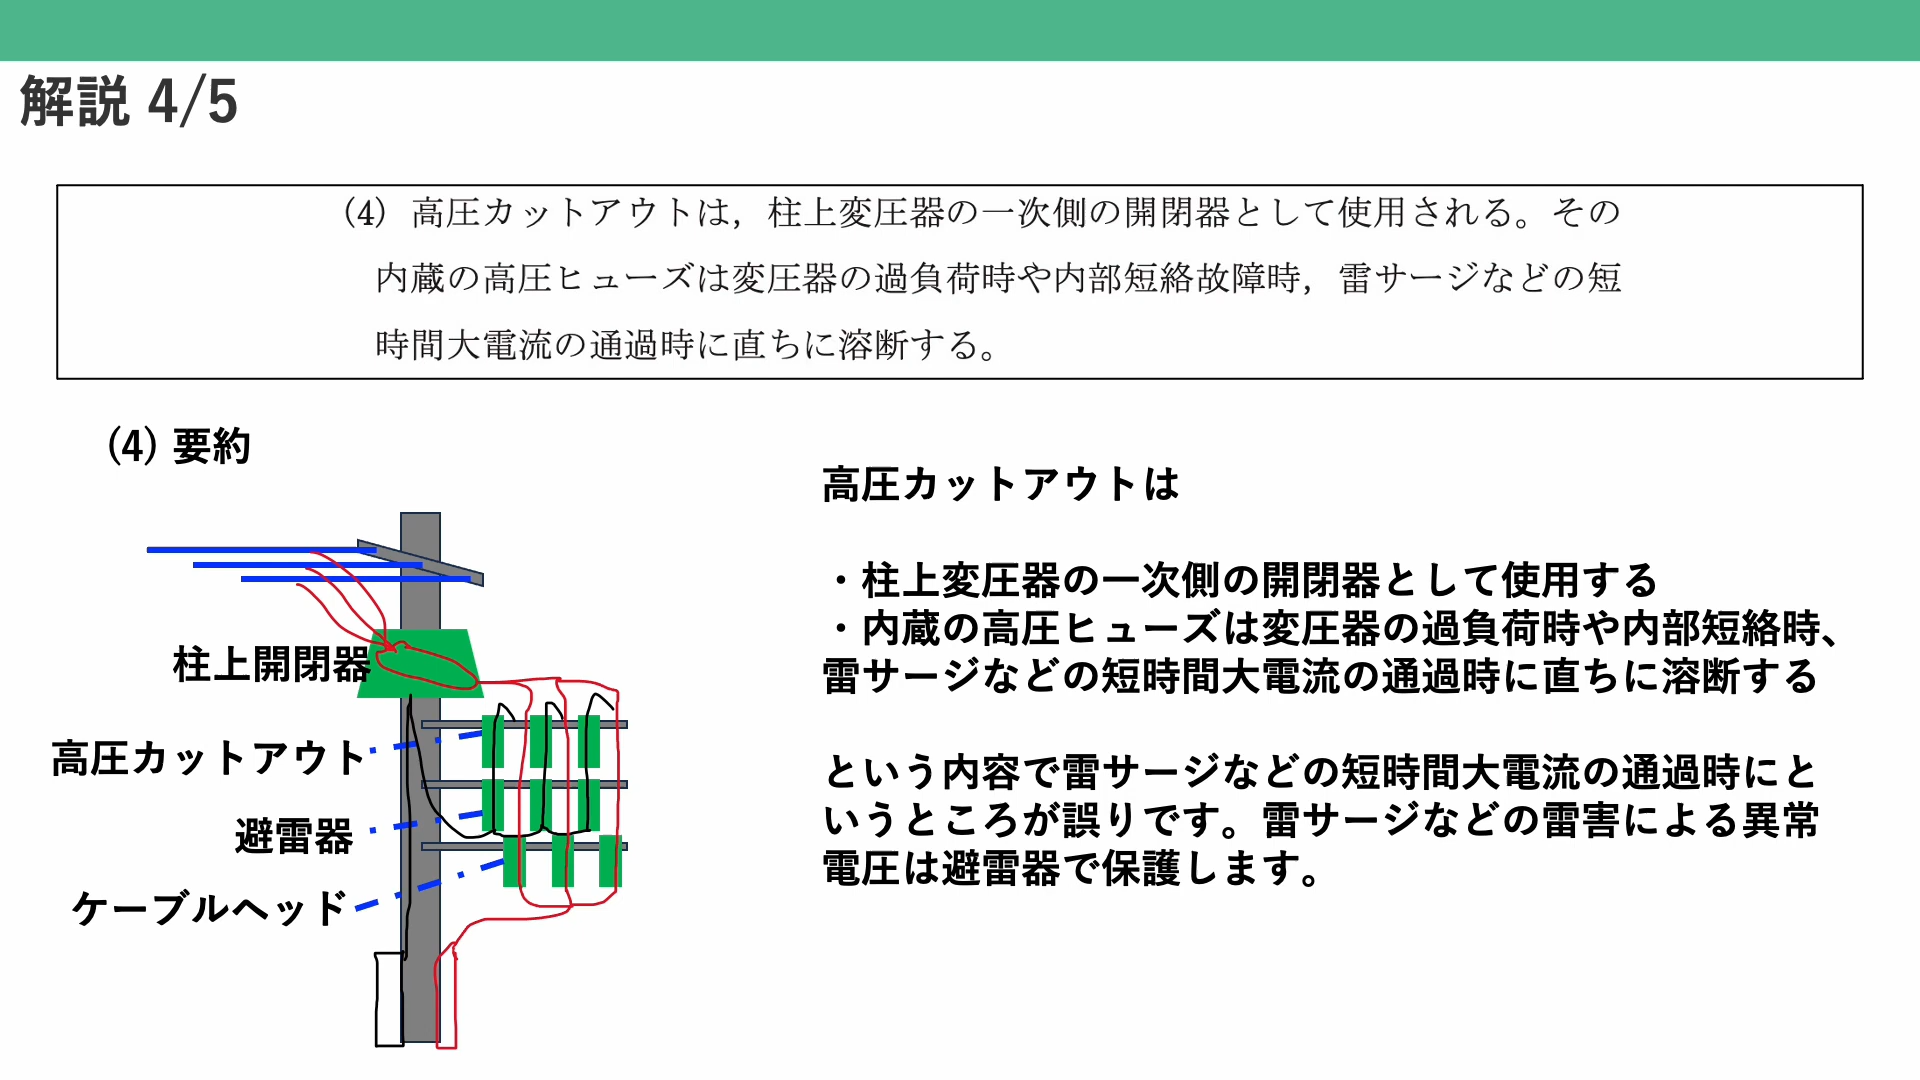 解説 4/5
(4) 高圧カットアウトは，柱上変圧器の一次側の開閉器として使用される。その
内蔵の高圧ヒューズは変圧器の過負荷時や内部短絡故障時，雷サージなどの短
時間大電流の通過時に直ちに溶断する。
(4) 要約
高圧カットアウトは
・柱上変圧器の一次側の開閉器として使用する
・内蔵の高圧ヒューズは変圧器の過負荷時や内部短絡時、
雷サージなどの短時間大電流の通過時に直ちに溶断する
という内容で雷サージなどの短時間大電流の通過時にと
いうところが誤りです。雷サージなどの雷害による異常
電圧は避雷器で保護します。
柱上開閉器
高圧カットアウト
避雷器
ケーブルヘッド